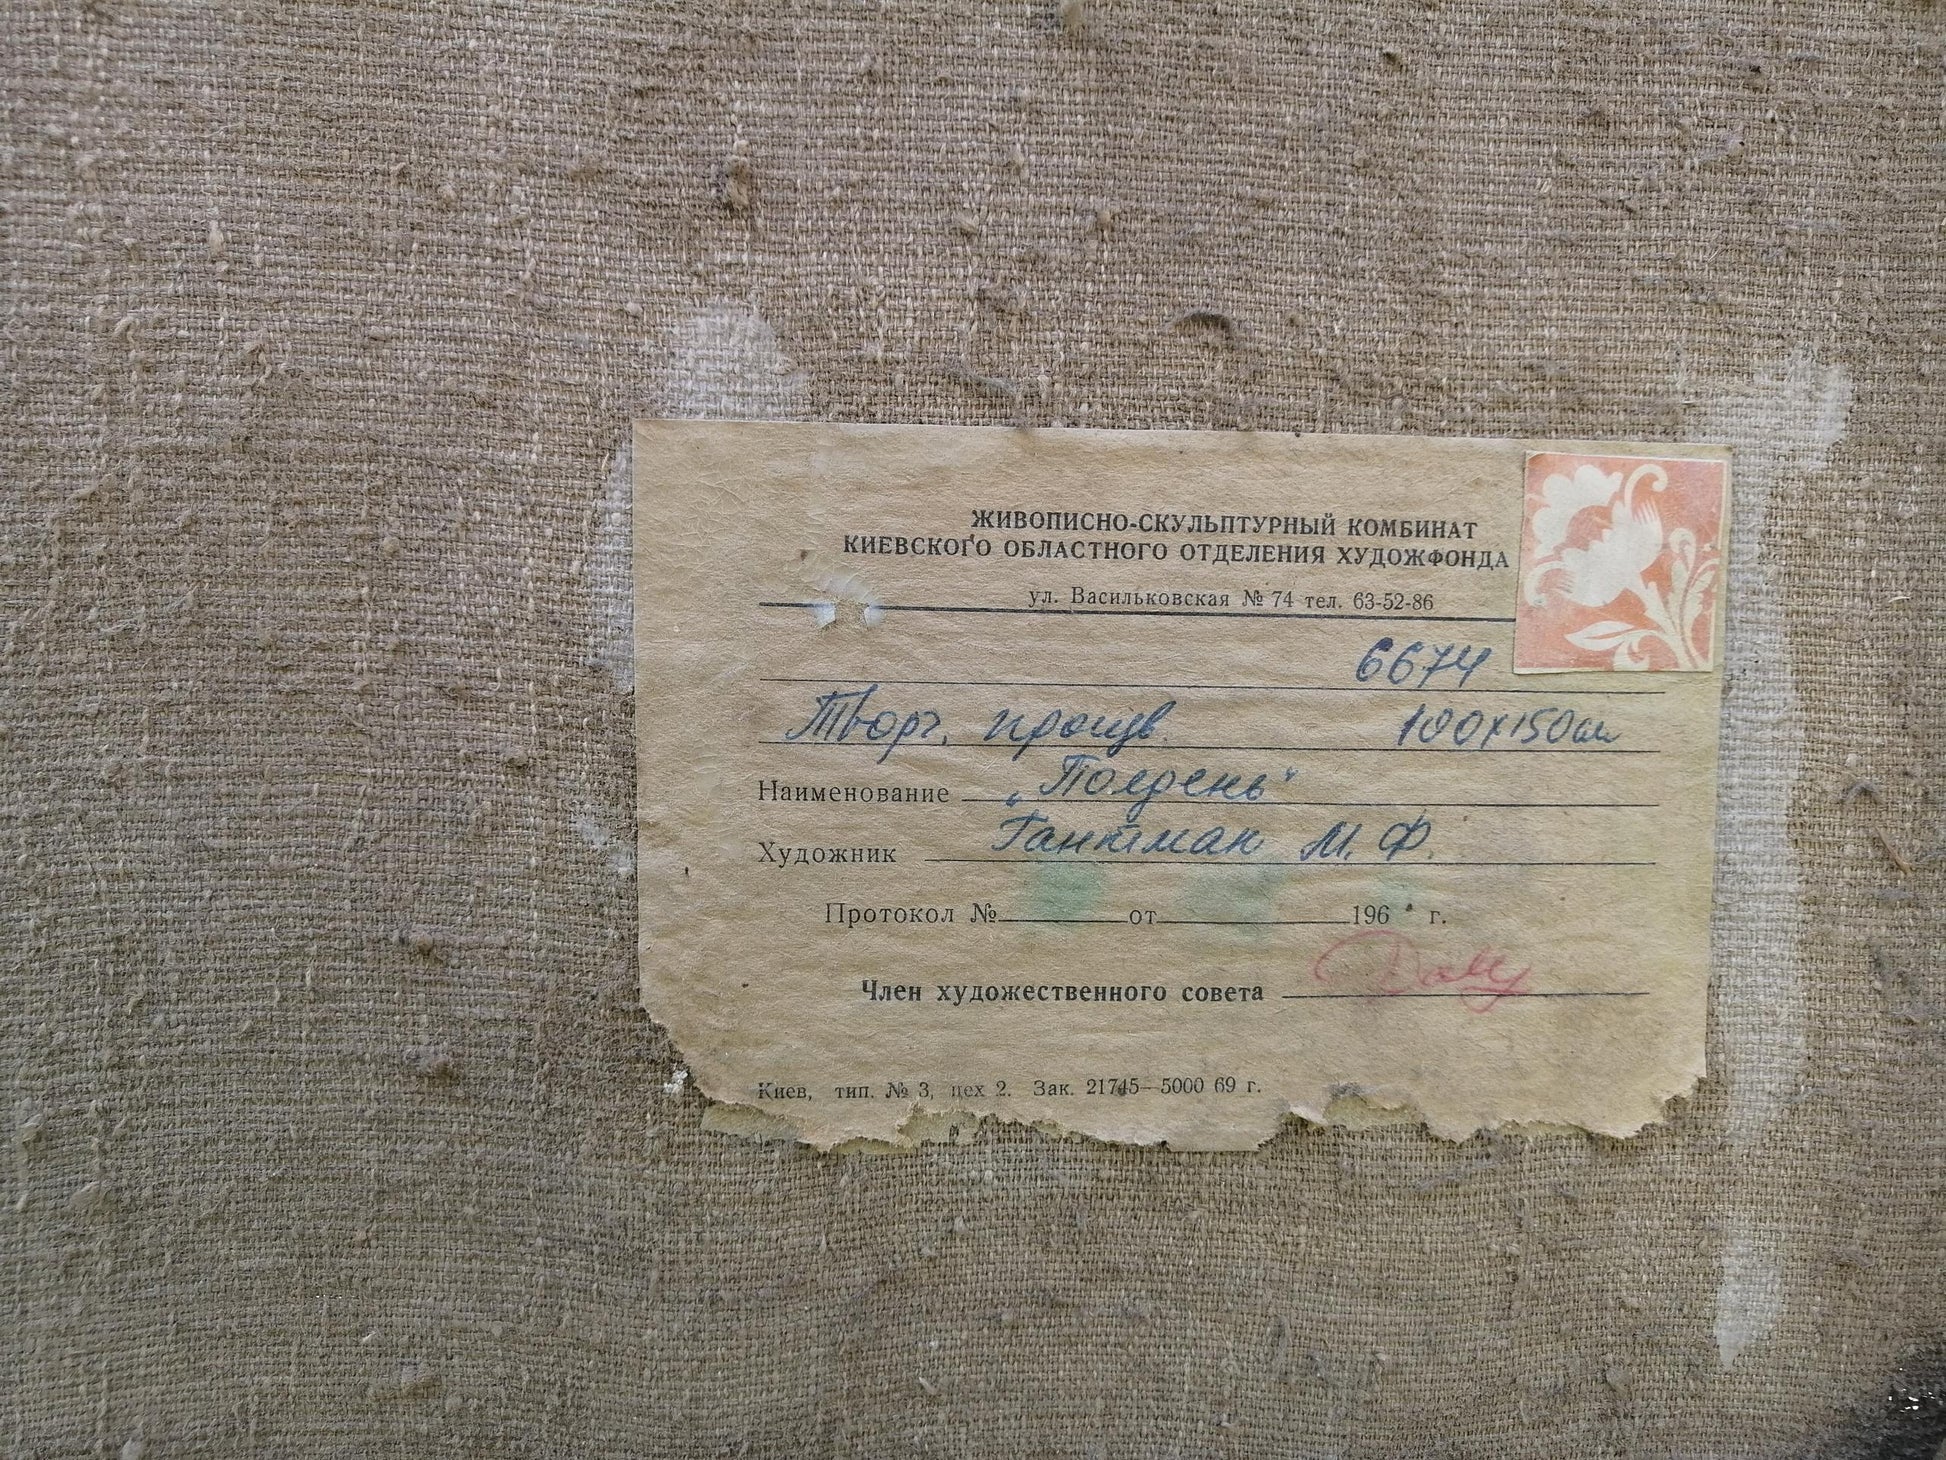 ЖИВОПИСНО-СКУЛЬПТУРНЫЙ КОМБИНАТ
КИЕВСКОГО ОБЛАСТНОГО ОТДЕЛЕНИЯ ХУДОЖФОНДА
ул. Васильковская № 74 тел. 63-52-86
6674
Творч. произв. 100х150см
Наименование „Полдень“
Художник Гантман М. Ф.
Протокол № от 196 г.
Член художественного совета
Киев, тип. № 3, цех 2. Зак. 21745—5000 69 г.